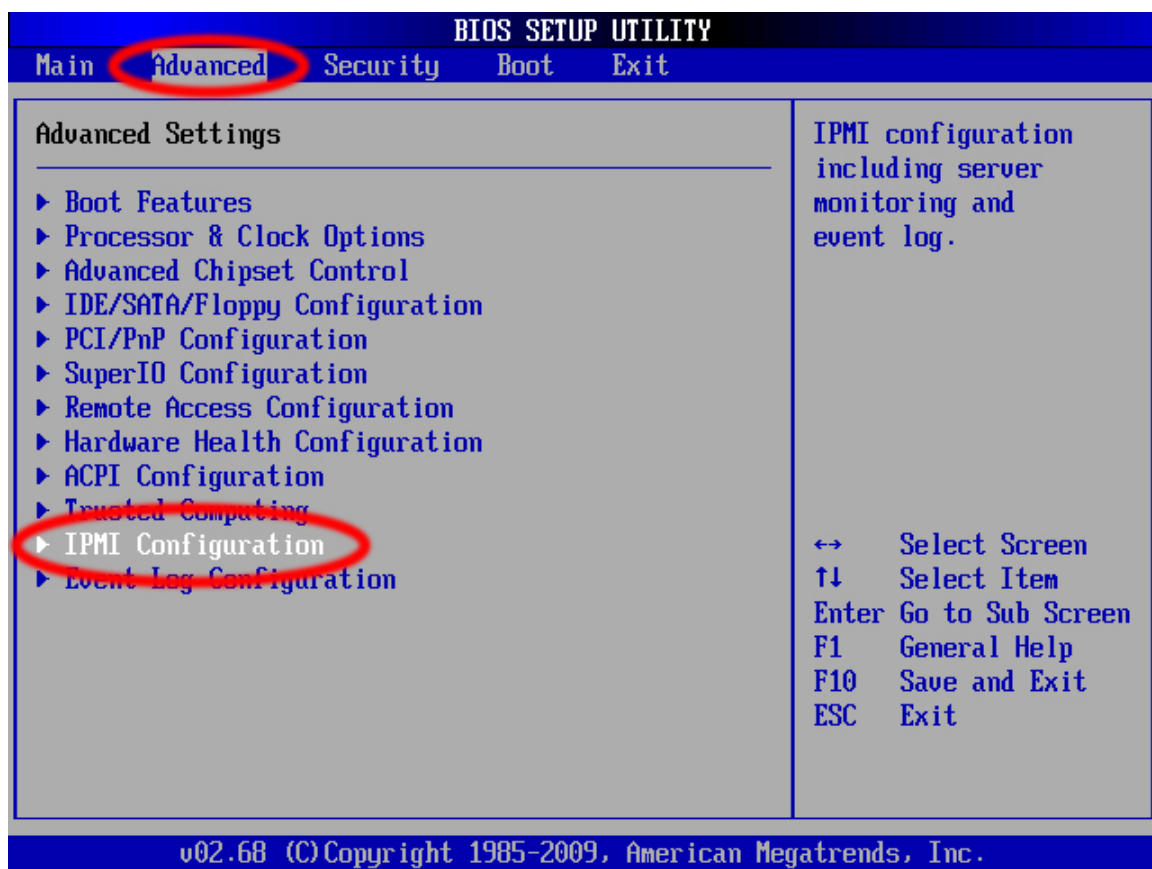 BIOS SETUP UTILITY
Main Advanced Security Boot Exit
Advanced Settings
Boot Features
Processor & Clock Options
Advanced Chipset Control
IDE/SATA/Floppy Configuration
PCI/PnP Configuration
SuperIO Configuration
Remote Access Configuration
Hardware Health Configuration
ACPI Configuration
Trusted Computing
IPMI Configuration
Event Log Configuration
IPMI configuration
including server
monitoring and
event log.
↔ Select Screen
↑↓ Select Item
Enter Go to Sub Screen
F1 General Help
F10 Save and Exit
ESC Exit
v02.68 (C)Copyright 1985-2009, American Megatrends, Inc.